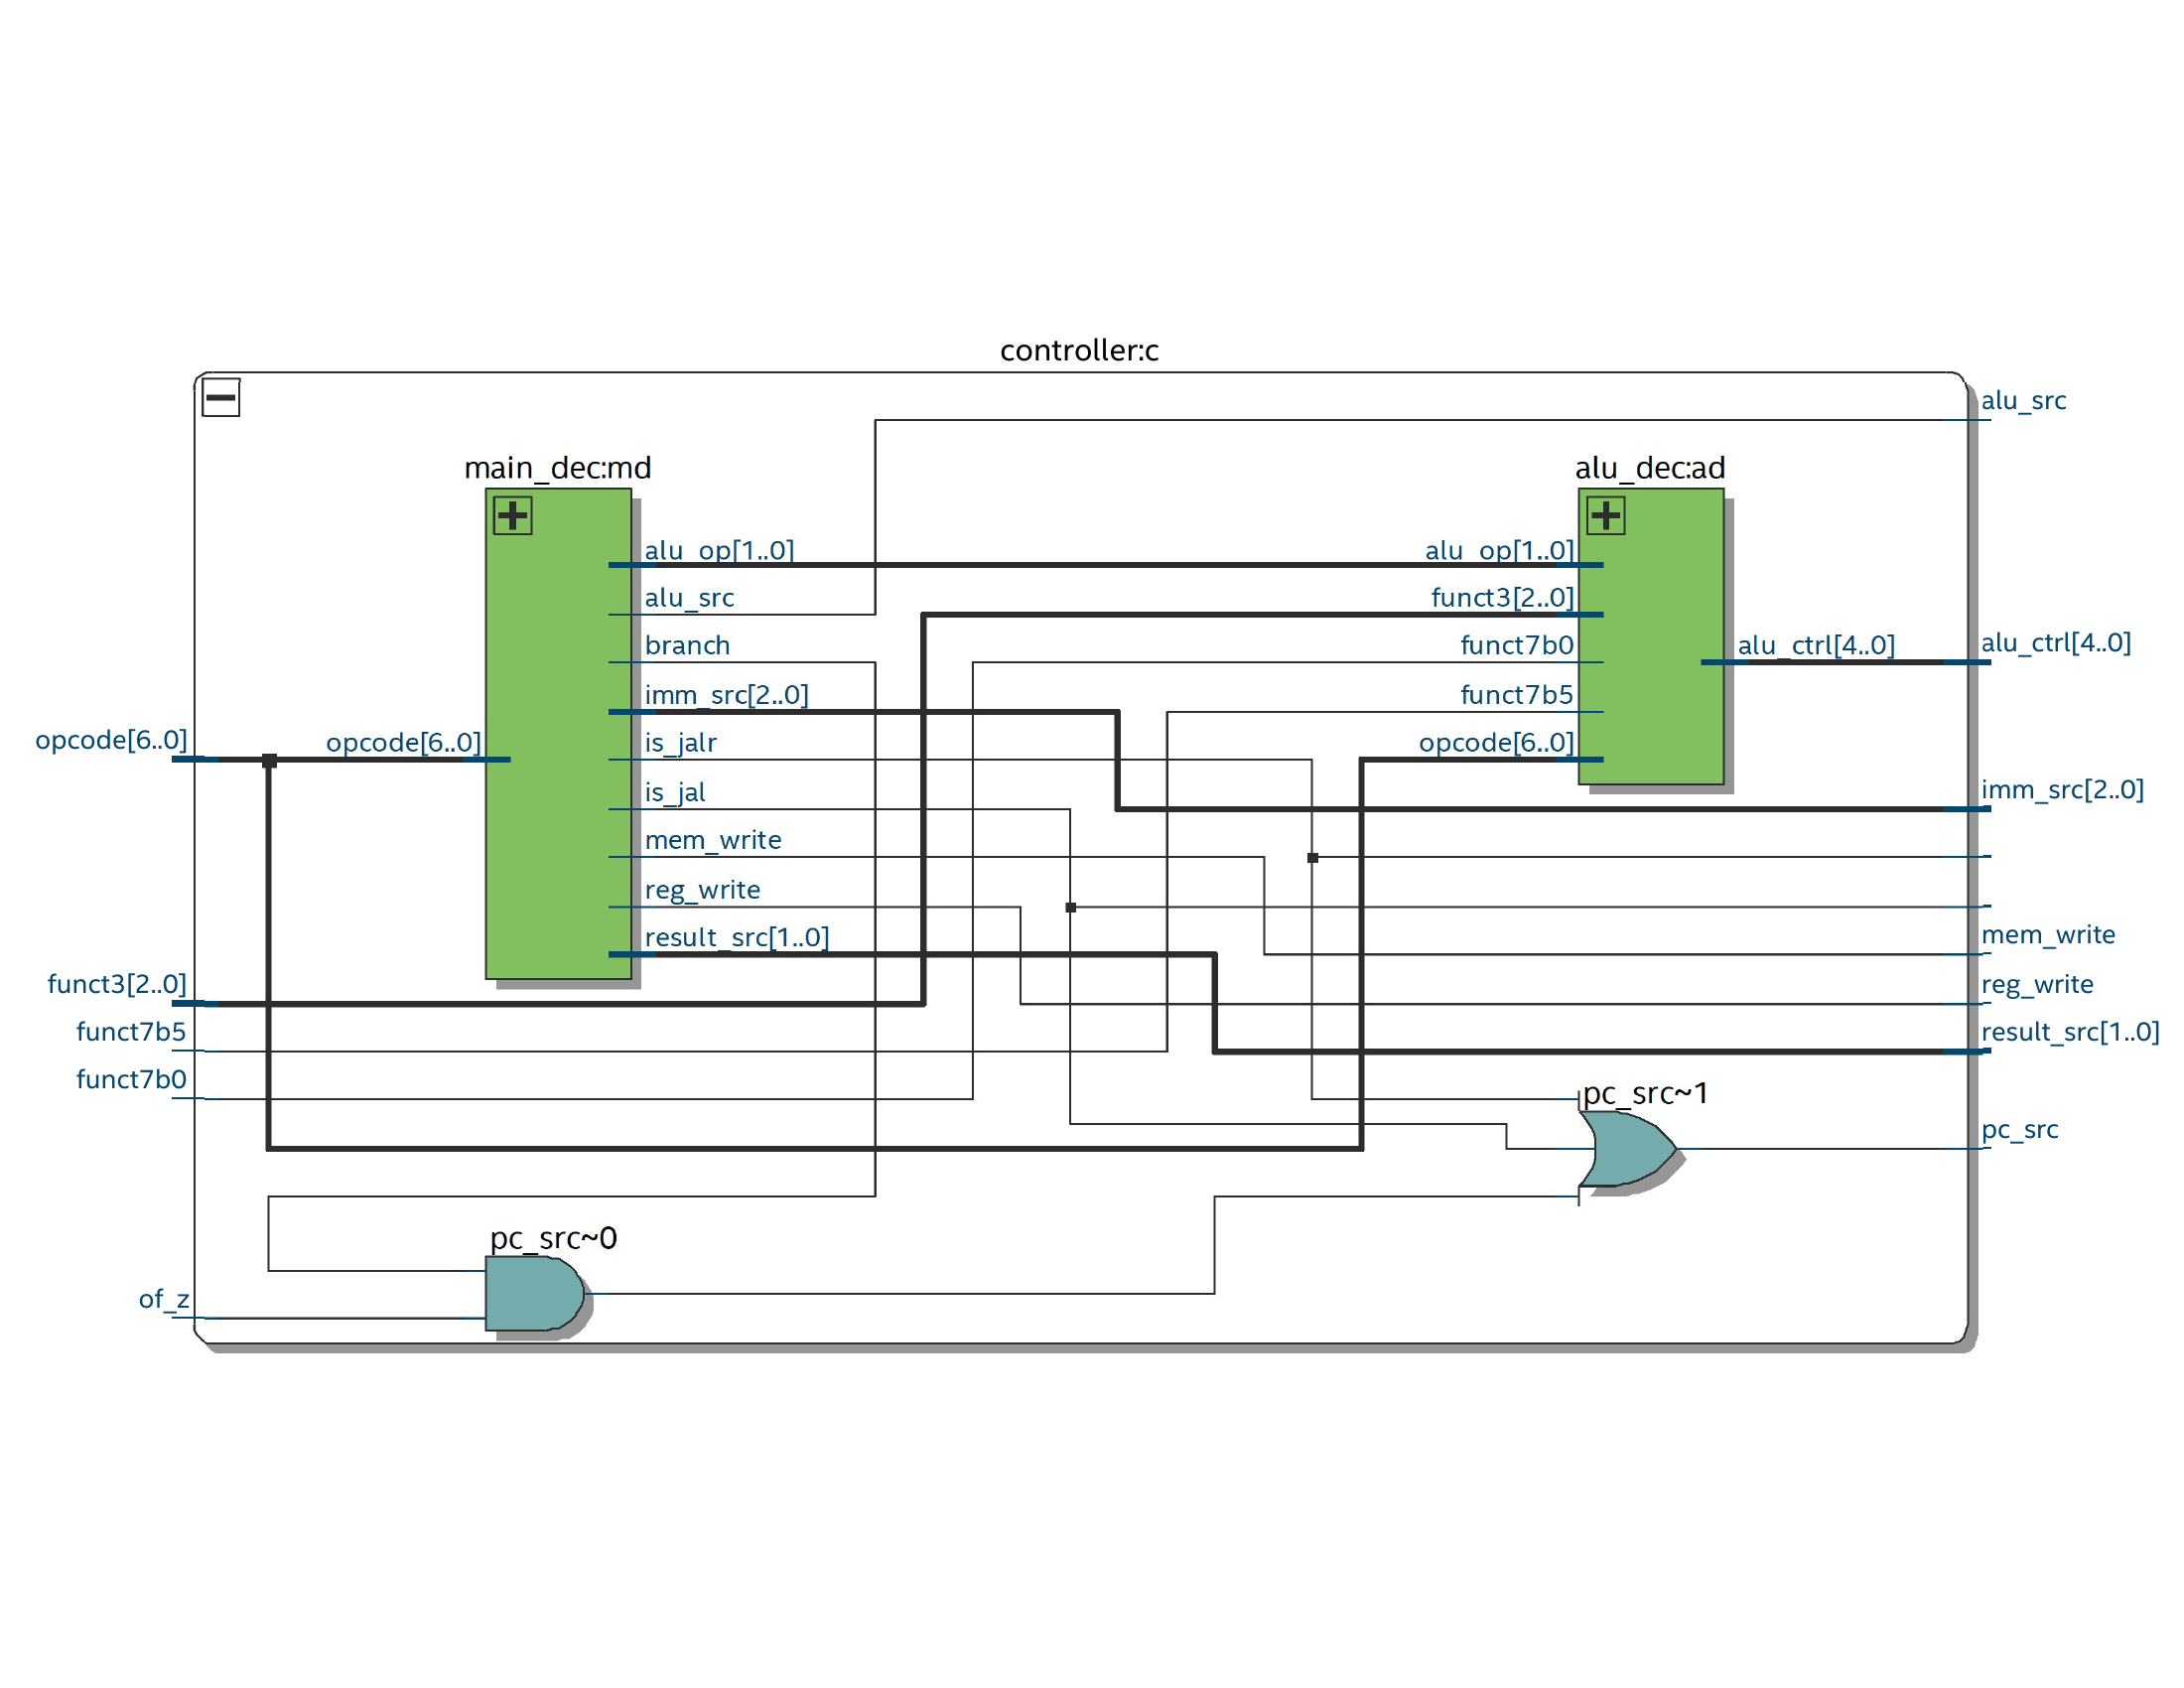 controller:c
alu_src
main_dec:md
alu_dec:ad
alu_op[1..0]
alu_op[1..0]
alu_src
funct3[2..0]
branch
funct7b0
alu_ctrl[4..0]
alu_ctrl[4..0]
imm_src[2..0]
funct7b5
opcode[6..0]
opcode[6..0]
is_jalr
opcode[6..0]
is_jal
imm_src[2..0]
mem_write
reg_write
mem_write
result_src[1..0]
funct3[2..0]
reg_write
funct7b5
result_src[1..0]
funct7b0
pc_src~1
pc_src
pc_src~0
of_z